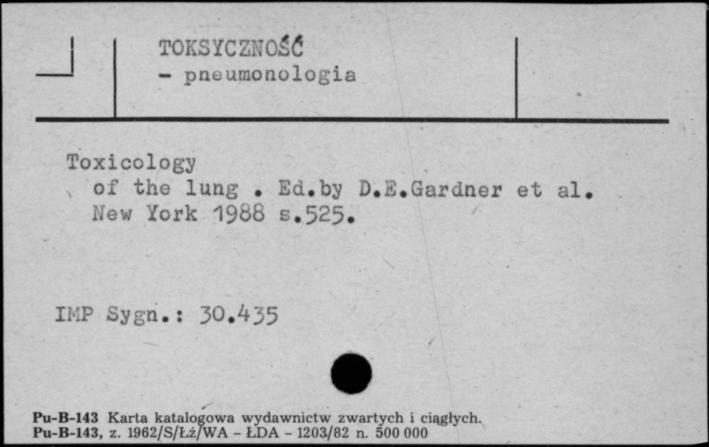 TOKSYCZNOŚĆ
- pneumonologia
Toxicology
of the lung . Ed.by D.E.Gardner et al.
New York 1988 s.525.
IMP Sygn.: 30.435
Pu-B-143 Karta katalogowa wydawnictw zwartych i ciągłych.
Pu-B-143, z. 1962/S/Łź/WA - ŁDA - 1203/82 n. 500 000